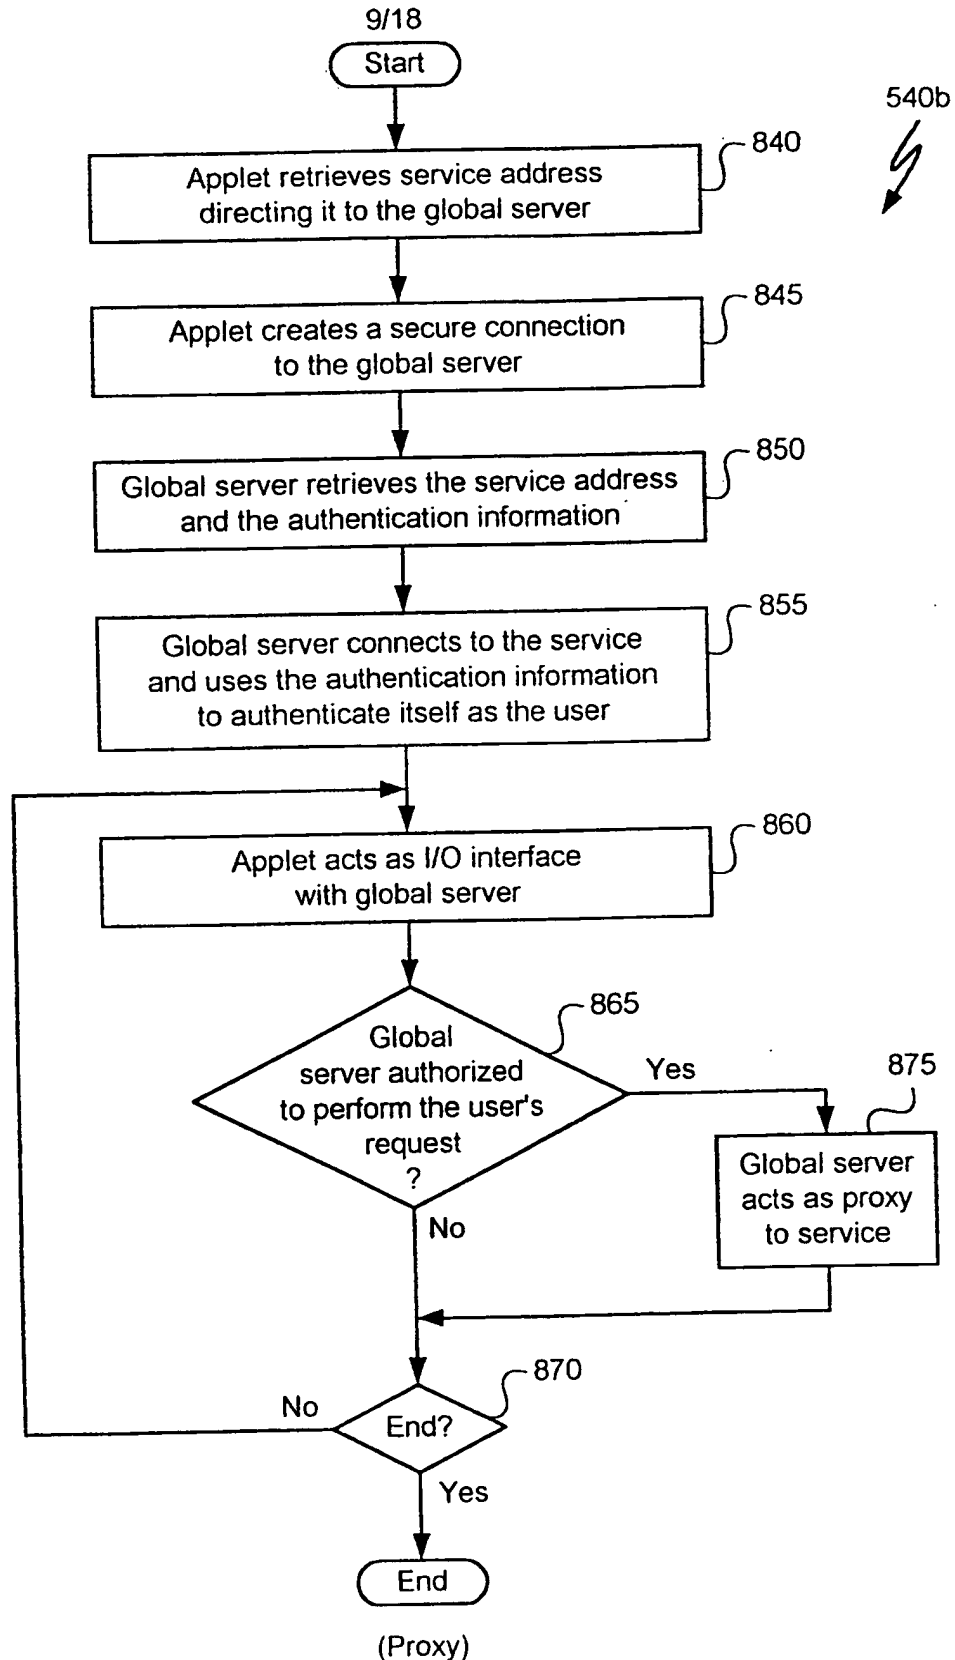 9/18
Start
540b
840
Applet retrieves service address
directing it to the global server
845
Applet creates a secure connection
to the global server
850
Global server retrieves the service address
and the authentication information
855
Global server connects to the service
and uses the authentication information
to authenticate itself as the user
860
Applet acts as I/O interface
with global server
865
Global
server authorized
to perform the user's
request
?
Yes
875
Global server
acts as proxy
to service
No
870
End?
No
Yes
End
(Proxy)